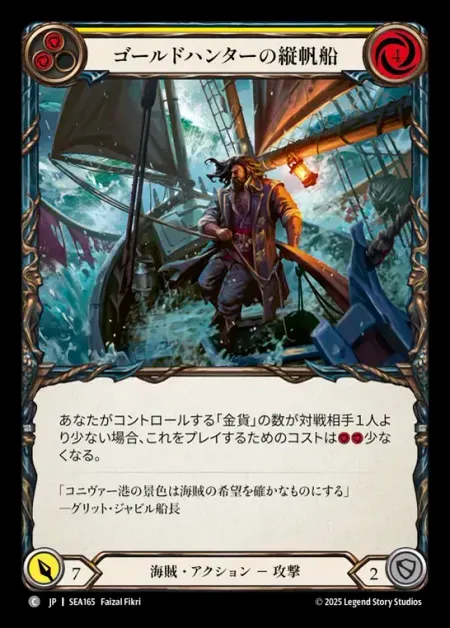 ゴールドハンターの縦帆船
4
あなたがコントロールする「金貨」の数が対戦相手1人よ
り少ない場合、これをプレイするためのコストは少
なくなる。
「コニヴァー港の景色は海賊の希望を確かなものにする」
—グリット・ジャビル船長
7
海賊・アクション － 攻撃
2
C JP | SEA165 Faizal Fikri
© 2025 Legend Story Studios